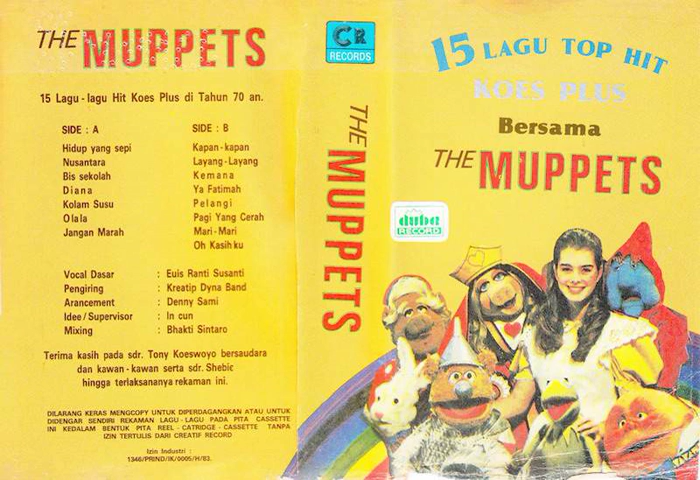 THE MUPPETS
15 Lagu-lagu Hit Koes Plus di Tahun 70 an.
SIDE : A
Hidup yang sepi
Nusantara
Bis sekolah
Diana
Kolam Susu
Olala
Jangan Marah
SIDE : B
Kapan-kapan
Layang-Layang
Kemana
Ya Fatimah
Pelangi
Pagi Yang Cerah
Mari-Mari
Oh Kasihku
Vocal Dasar : Euis Ranti Susanti
Pengiring : Kreatip Dyna Band
Arancement : Denny Sami
Idee/Supervisor : In cun
Mixing : Bhakti Sintaro
Terima kasih pada sdr. Tony Koeswoyo bersaudara
dan kawan-kawan serta sdr. Shebic
hingga terlaksananya rekaman ini.
DILARANG KERAS MENGCOPY UNTUK DIPERDAGANGKAN ATAU UNTUK
DIDENGAR SENDIRI REKAMAN LAGU-LAGU PADA PITA CASSETTE
INI KEDALAM BENTUK PITA REEL-CATRIDGE-CASSETTE TANPA
IZIN TERTULIS DARI CREATIF RECORD
Izin Industri :
1346/PRIND/IK/0005/H/83.
CR
RECORDS
THE MUPPETS
15 LAGU TOP HIT
KOES PLUS
Bersama
THE MUPPETS
duba
RECORD